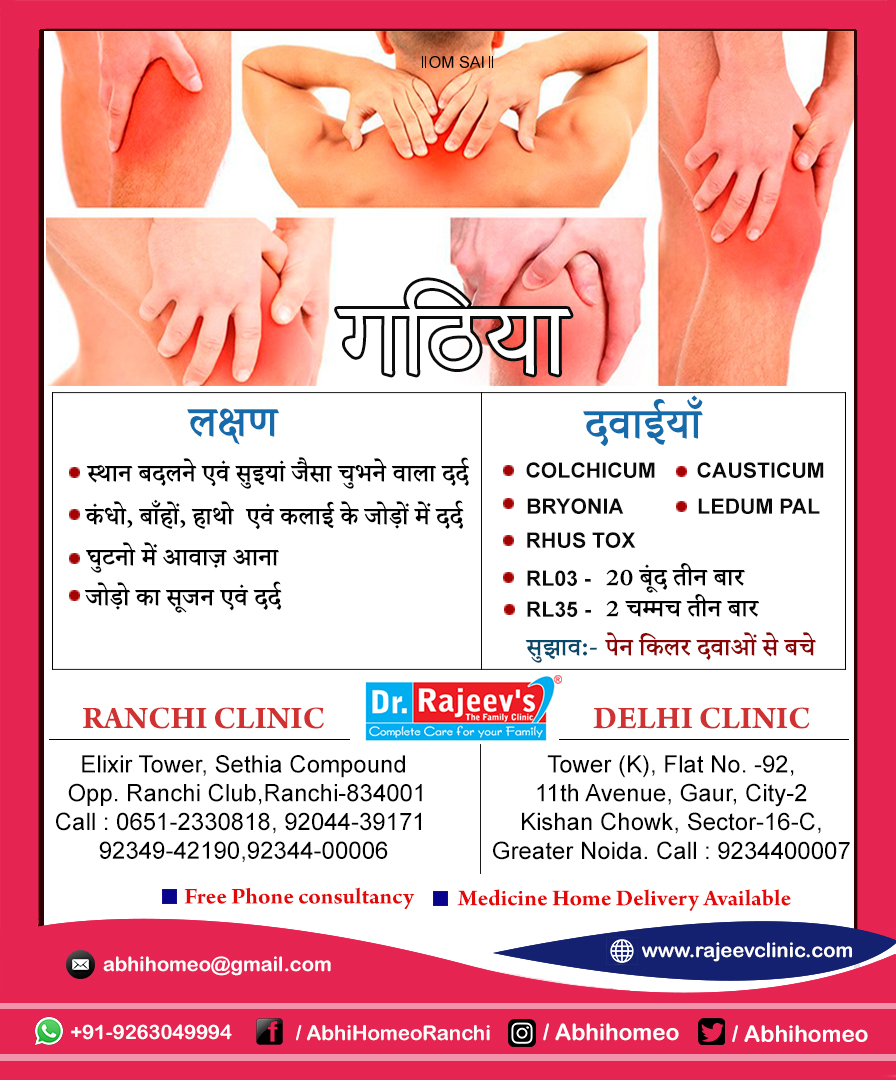 ॥OM SAI॥
गठिया
लक्षण
स्थान बदलने एवं सुइयां जैसा चुभने वाला दर्द
कंधो, बाँहों, हाथो एवं कलाई के जोड़ों में दर्द
घुटनो में आवाज़ आना
जोड़ो का सूजन एवं दर्द
दवाईयाँ
COLCHICUM
CAUSTICUM
BRYONIA
LEDUM PAL
RHUS TOX
RL03 - 20 बूंद तीन बार
RL35 - 2 चम्मच तीन बार
सुझाव:- पेन किलर दवाओं से बचे
Dr. Rajeev's ®
The Family Clinic
Complete Care for your Family
RANCHI CLINIC
Elixir Tower, Sethia Compound
Opp. Ranchi Club,Ranchi-834001
Call : 0651-2330818, 92044-39171
92349-42190,92344-00006
DELHI CLINIC
Tower (K), Flat No. -92,
11th Avenue, Gaur, City-2
Kishan Chowk, Sector-16-C,
Greater Noida. Call : 9234400007
Free Phone consultancy
Medicine Home Delivery Available
abhihomeo@gmail.com
www.rajeevclinic.com
+91-9263049994
/ AbhiHomeoRanchi
/ Abhihomeo
/ Abhihomeo